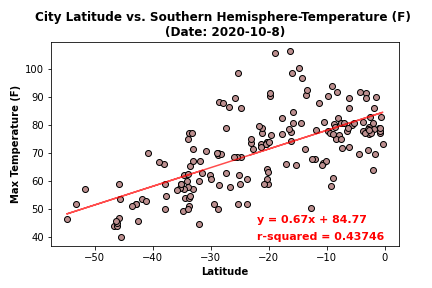 City Latitude vs. Southern Hemisphere-Temperature (F)
(Date: 2020-10-8)
Max Temperature (F)
100
90
80
70
60
50
40
y = 0.67x + 84.77
r-squared = 0.43746
−50 −40 −30 −20 −10 0
Latitude